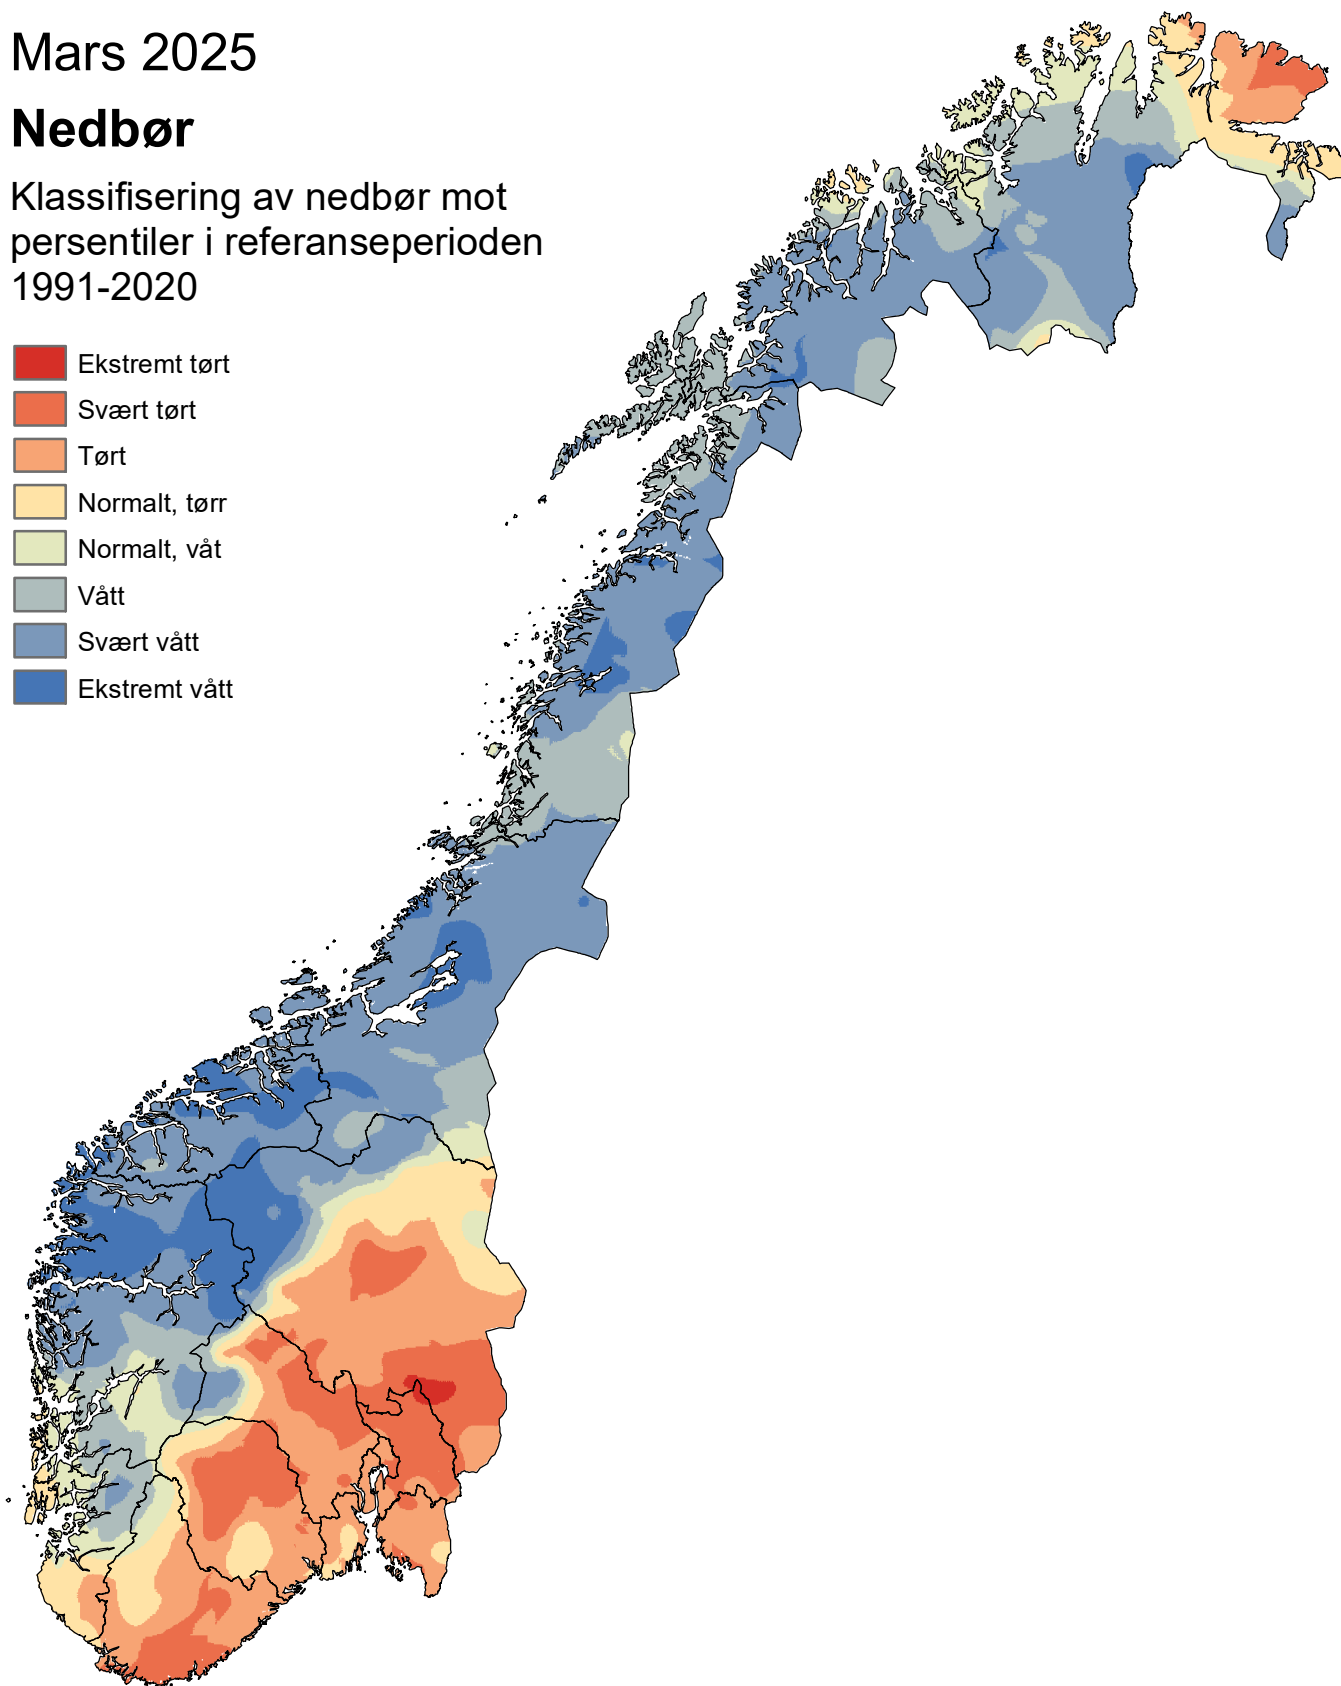 Mars 2025
Nedbør
Klassifisering av nedbør mot
persentiler i referanseperioden
1991-2020
Ekstremt tørt
Svært tørt
Tørt
Normalt, tørr
Normalt, våt
Vått
Svært vått
Ekstremt vått